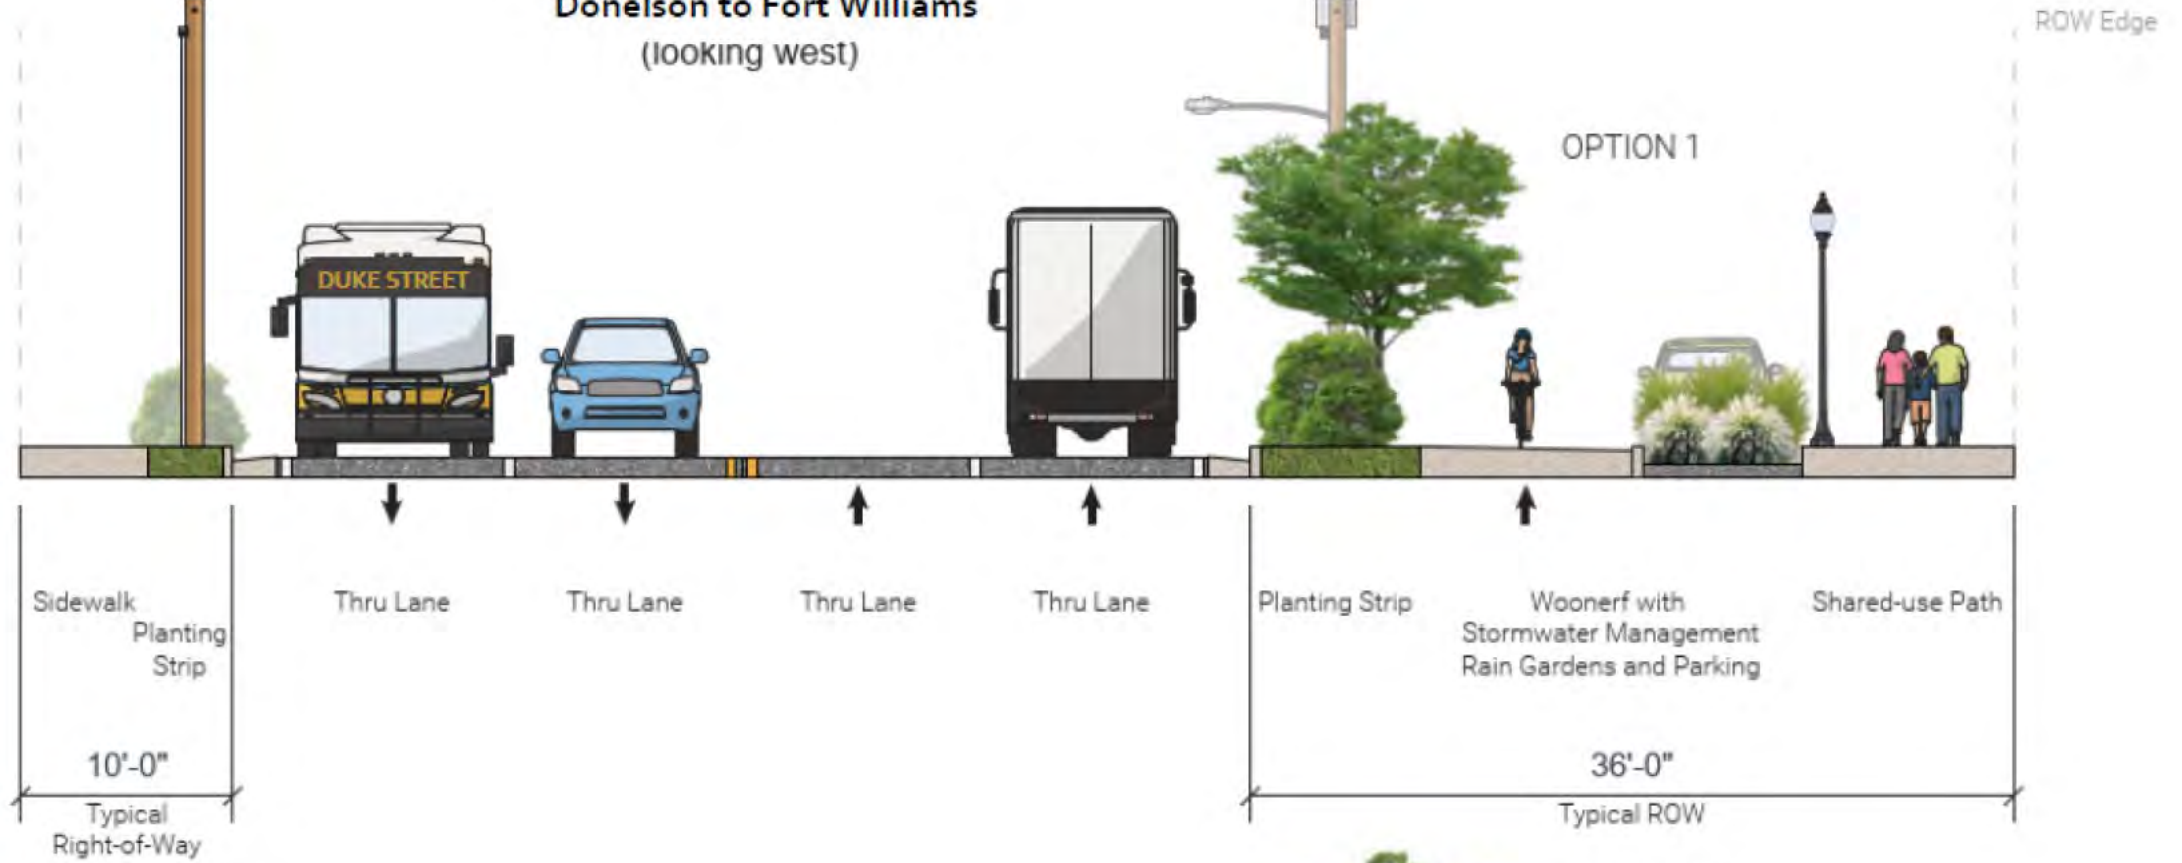 Donelson to Fort Williams
(looking west)
ROW Edge
OPTION 1
DUKE STREET
Sidewalk
Planting
Strip
Thru Lane
Thru Lane
Thru Lane
Thru Lane
Planting Strip
Woonerf with
Stormwater Management
Rain Gardens and Parking
Shared-use Path
10'-0"
Typical
Right-of-Way
36'-0"
Typical ROW